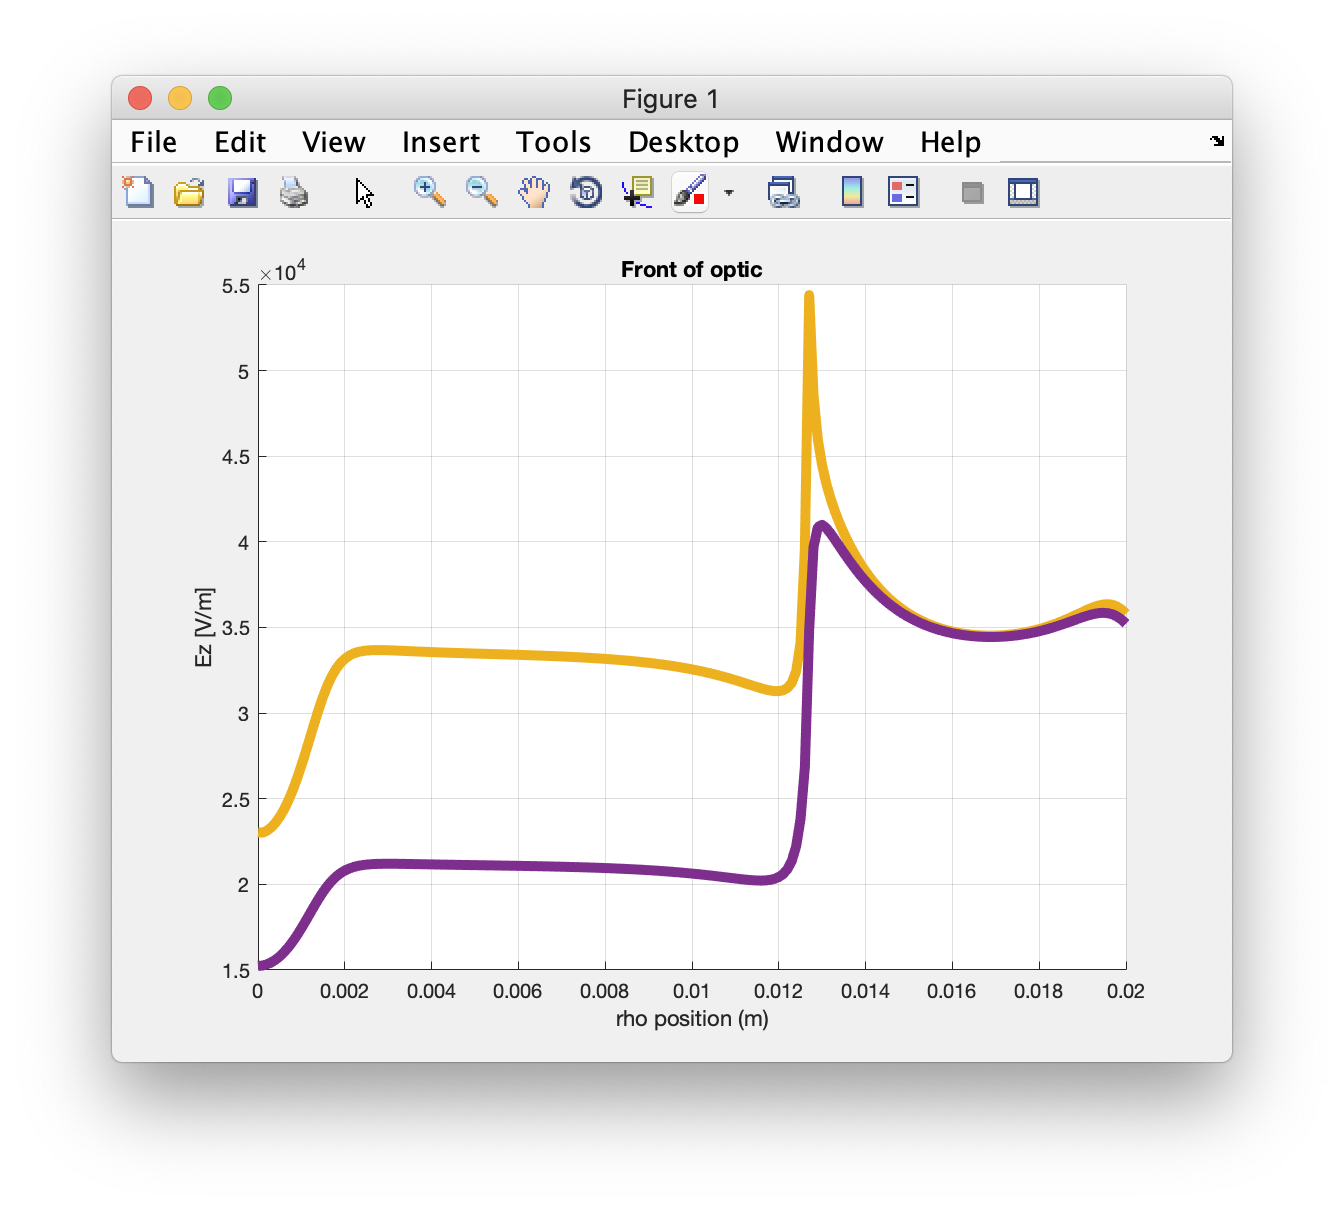 Figure 1
File Edit View Insert Tools Desktop Window Help
×10^4
Front of optic
5.5
5
4.5
4
3.5
3
2.5
2
1.5
Ez [V/m]
0 0.002 0.004 0.006 0.008 0.01 0.012 0.014 0.016 0.018 0.02
rho position (m)